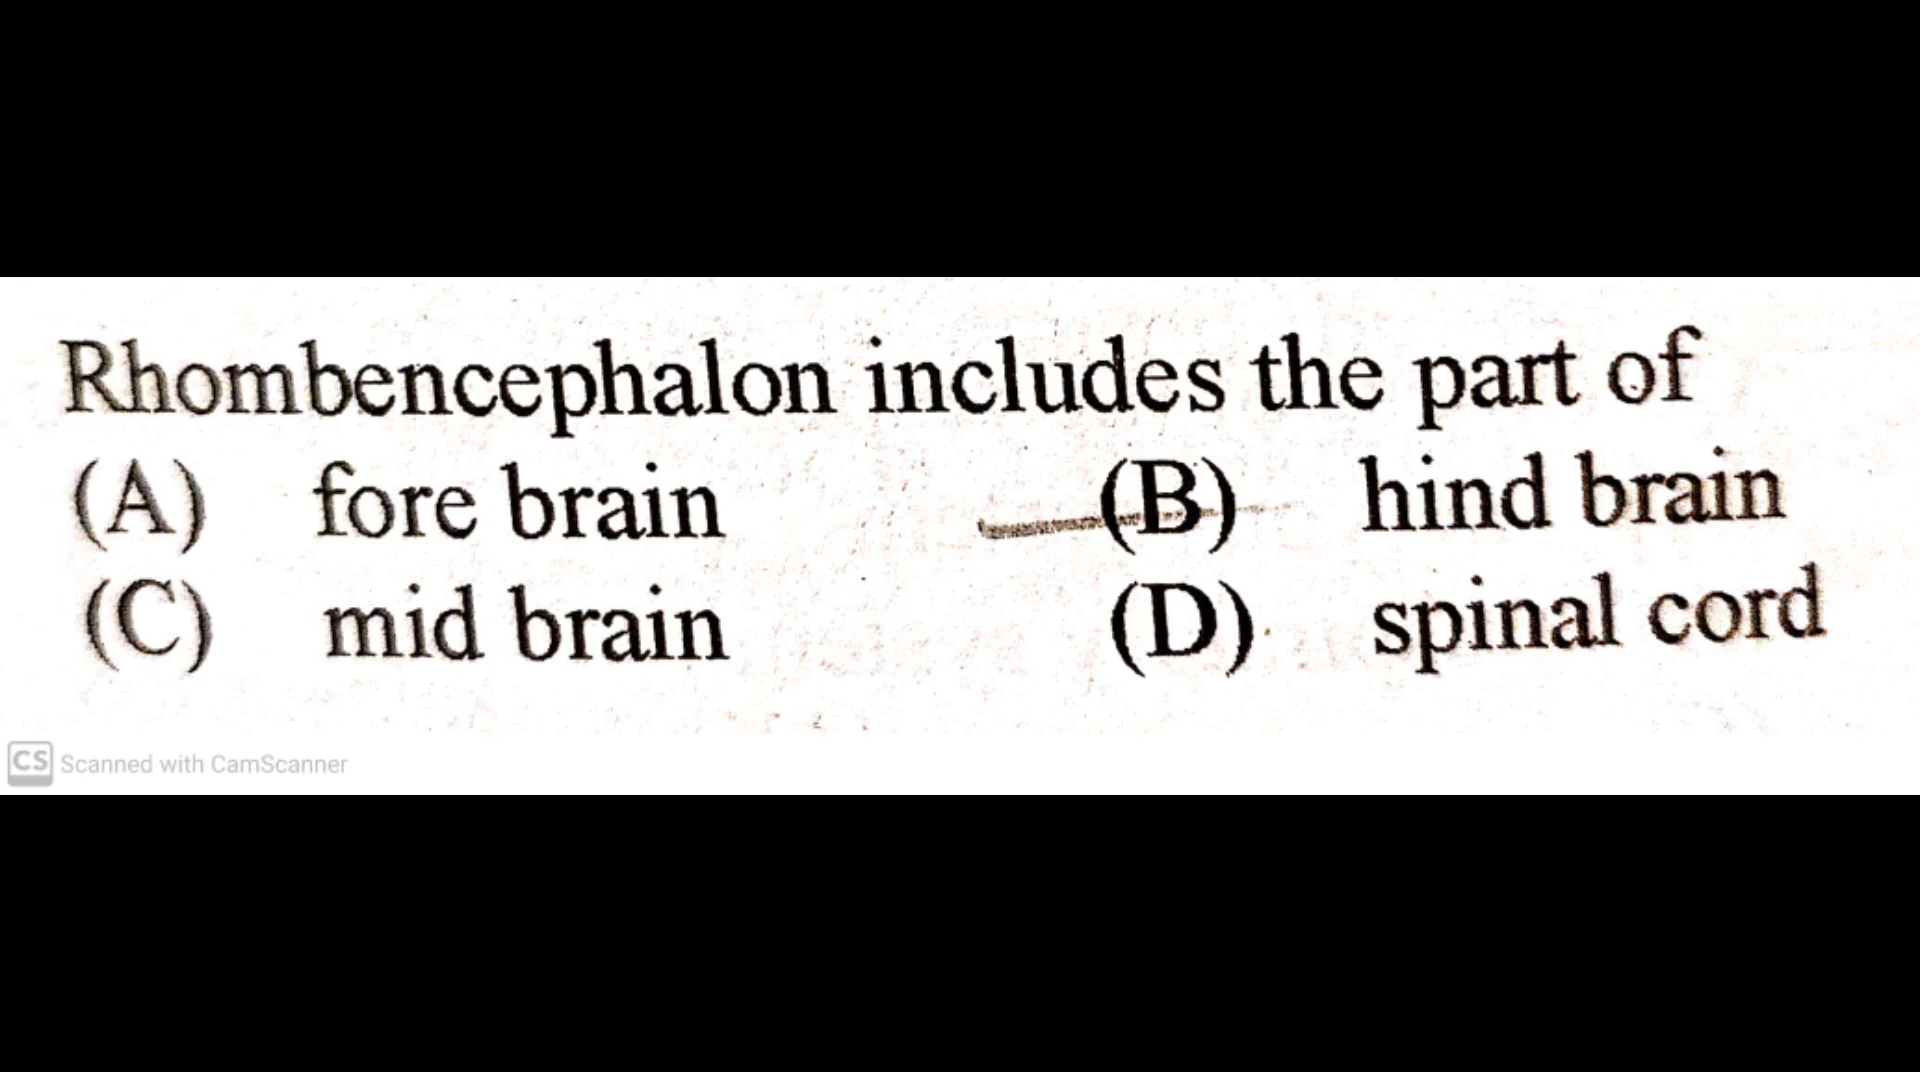 Rhombencephalon includes the part of
(A) fore brain (B) hind brain
(C) mid brain (D) spinal cord
CS Scanned with CamScanner